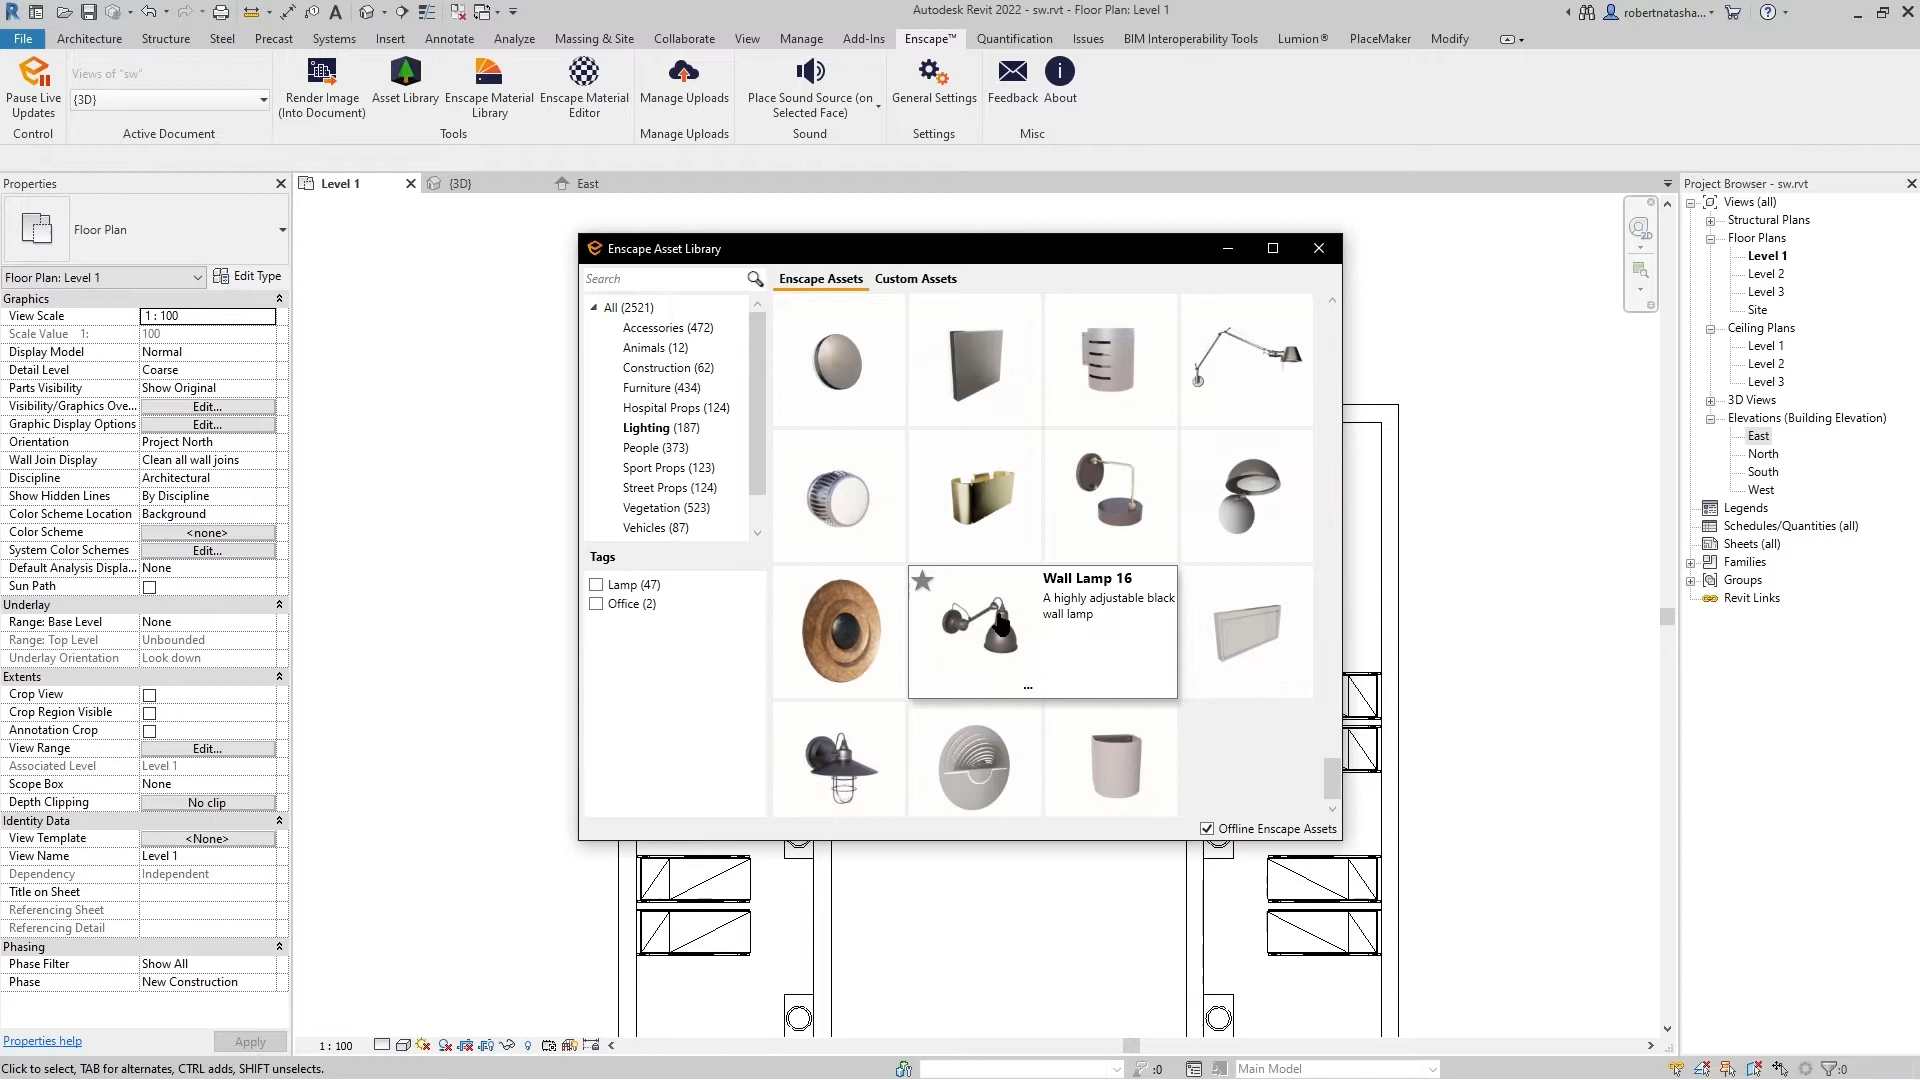 Autodesk Revit 2022 - sw.rvt - Floor Plan: Level 1
robertnatasha...
File Architecture Structure Steel Precast Systems Insert Annotate Analyze Massing & Site Collaborate View Manage Add-Ins Enscape™ Quantification Issues BIM Interoperability Tools Lumion® PlaceMaker Modify
Pause Live
Updates
Control
Views of "sw"
{3D}
Active Document
Render Image
(Into Document)
Asset Library
Enscape Material
Library
Enscape Material
Editor
Tools
Manage Uploads
Manage Uploads
Place Sound Source (on
Selected Face)
Sound
General Settings
Settings
Feedback
About
Misc
Properties
Floor Plan
Floor Plan: Level 1
Edit Type
Graphics
View Scale 1 : 100
Scale Value 1: 100
Display Model Normal
Detail Level Coarse
Parts Visibility Show Original
Visibility/Graphics Ove... Edit...
Graphic Display Options Edit...
Orientation Project North
Wall Join Display Clean all wall joins
Discipline Architectural
Show Hidden Lines By Discipline
Color Scheme Location Background
Color Scheme <none>
System Color Schemes Edit...
Default Analysis Displa... None
Sun Path
Underlay
Range: Base Level None
Range: Top Level Unbounded
Underlay Orientation Look down
Extents
Crop View
Crop Region Visible
Annotation Crop
View Range Edit...
Associated Level Level 1
Scope Box None
Depth Clipping No clip
Identity Data
View Template <None>
View Name Level 1
Dependency Independent
Title on Sheet
Referencing Sheet
Referencing Detail
Phasing
Phase Filter Show All
Phase New Construction
Properties help
Apply
Level 1
{3D}
East
Enscape Asset Library
Search
Enscape Assets Custom Assets
All (2521)
Accessories (472)
Animals (12)
Construction (62)
Furniture (434)
Hospital Props (124)
Lighting (187)
People (373)
Sport Props (123)
Street Props (124)
Vegetation (523)
Vehicles (87)
Tags
Lamp (47)
Office (2)
Wall Lamp 16
A highly adjustable black
wall lamp
...
Offline Enscape Assets
2D
Project Browser - sw.rvt
Views (all)
Structural Plans
Floor Plans
Level 1
Level 2
Level 3
Site
Ceiling Plans
Level 1
Level 2
Level 3
3D Views
Elevations (Building Elevation)
East
North
South
West
Legends
Schedules/Quantities (all)
Sheets (all)
Families
Groups
Revit Links
1 : 100
Click to select, TAB for alternates, CTRL adds, SHIFT unselects.
:0
Main Model
:0